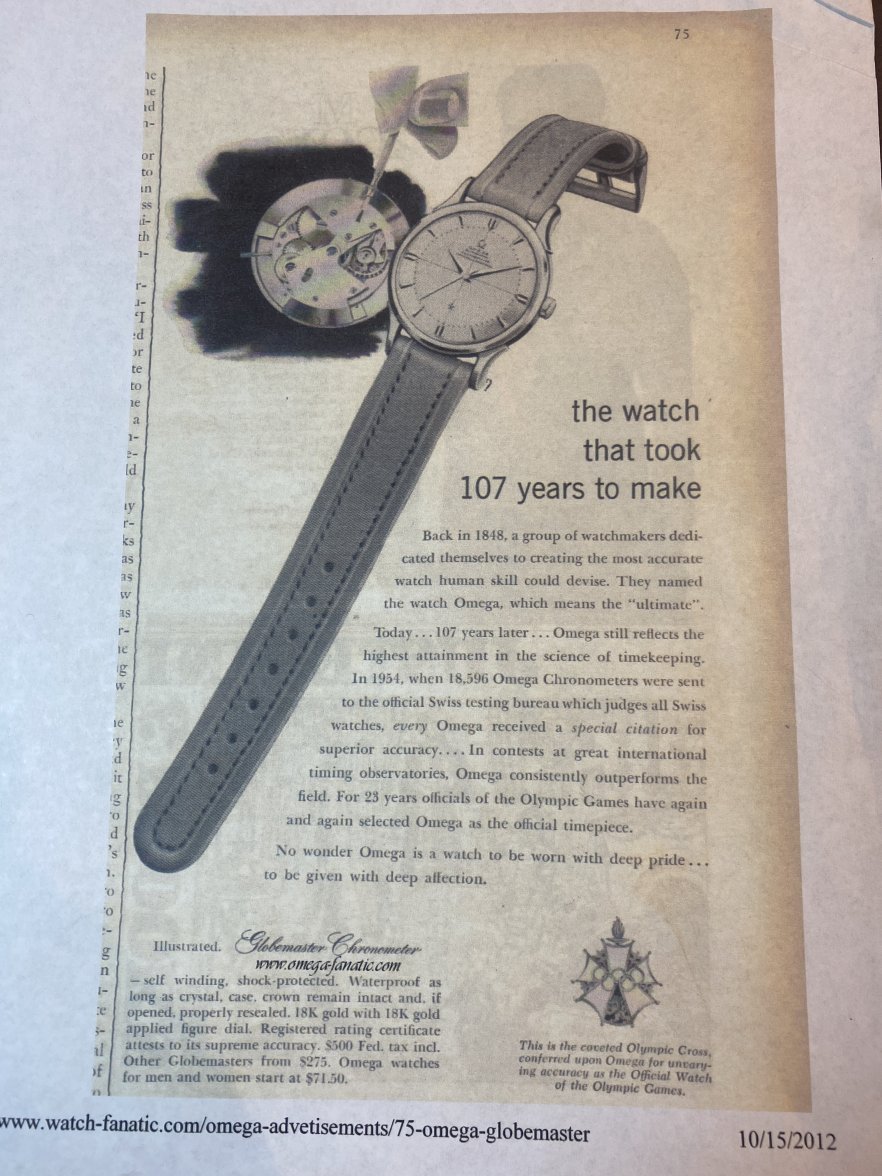 75
the watch
that took
107 years to make
Back in 1848, a group of watchmakers dedi-
cated themselves to creating the most accurate
watch human skill could devise. They named
the watch Omega, which means the "ultimate".
Today...107 years later... Omega still reflects the
highest attainment in the science of timekeeping.
In 1954, when 18,596 Omega Chronometers were sent
to the official Swiss testing bureau which judges all Swiss
watches, every Omega received a special citation for
superior accuracy.... In contests at great international
timing observatories, Omega consistently outperforms the
field. For 23 years officials of the Olympic Games have again
and again selected Omega as the official timepiece.
No wonder Omega is a watch to be worn with deep pride...
to be given with deep affection.
Illustrated. Globemaster Chronometer
www.omega-fanatic.com
— self winding, shock-protected. Waterproof as
long as crystal, case, crown remain intact and, if
opened, properly resealed. 18K gold with 18K gold
applied figure dial. Registered rating certificate
attests to its supreme accuracy. $500 Fed. tax incl.
Other Globemasters from $275. Omega watches
for men and women start at $71.50.
This is the coveted Olympic Cross,
conferred upon Omega for unvary-
ing accuracy as the Official Watch
of the Olympic Games.
www.watch-fanatic.com/omega-advetisements/75-omega-globemaster
10/15/2012